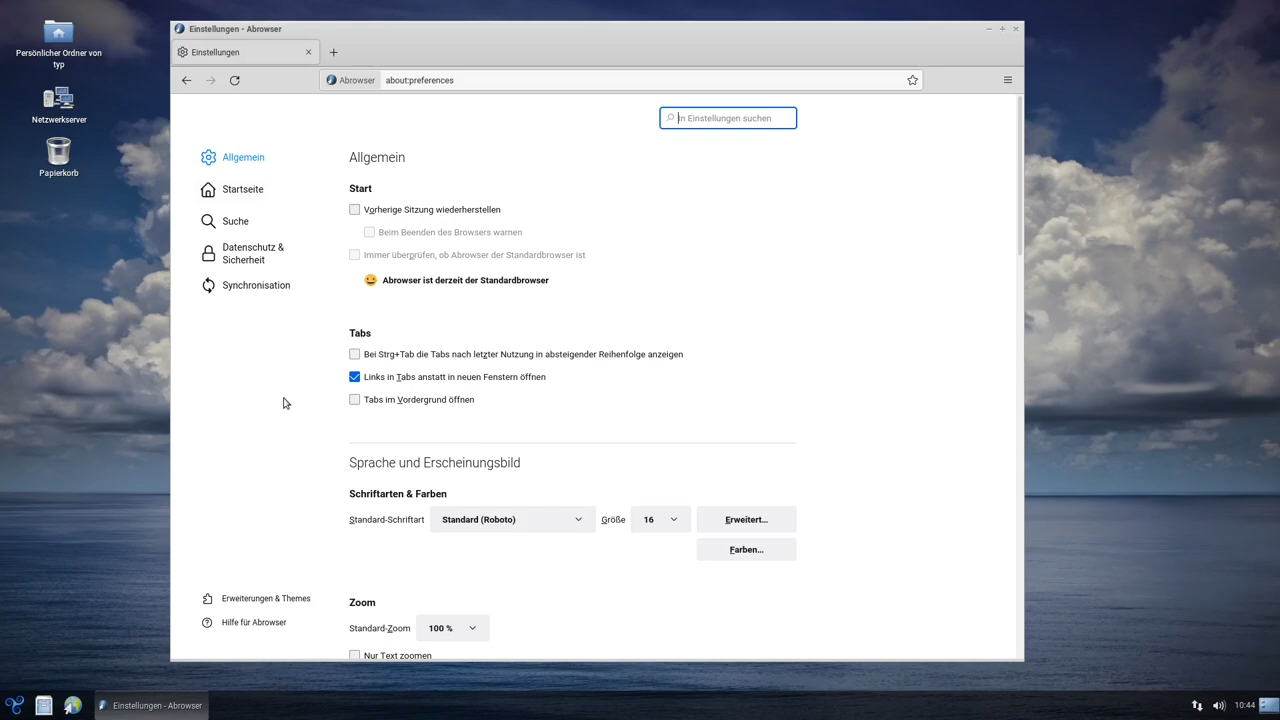 Persönlicher Ordner von
typ
Netzwerkserver
Papierkorb
Einstellungen - Abrowser
Einstellungen
Abrowser
about:preferences
In Einstellungen suchen
Allgemein
Startseite
Suche
Datenschutz &
Sicherheit
Synchronisation
Erweiterungen & Themes
Hilfe für Abrowser
Allgemein
Start
Vorherige Sitzung wiederherstellen
Beim Beenden des Browsers warnen
Immer überprüfen, ob Abrowser der Standardbrowser ist
Abrowser ist derzeit der Standardbrowser
Tabs
Bei Strg+Tab die Tabs nach letzter Nutzung in absteigender Reihenfolge anzeigen
Links in Tabs anstatt in neuen Fenstern öffnen
Tabs im Vordergrund öffnen
Sprache und Erscheinungsbild
Schriftarten & Farben
Standard-Schriftart Standard (Roboto) Größe 16 Erweitert…
Farben…
Zoom
Standard-Zoom 100 %
Nur Text zoomen
Einstellungen - Abrowser
10:44